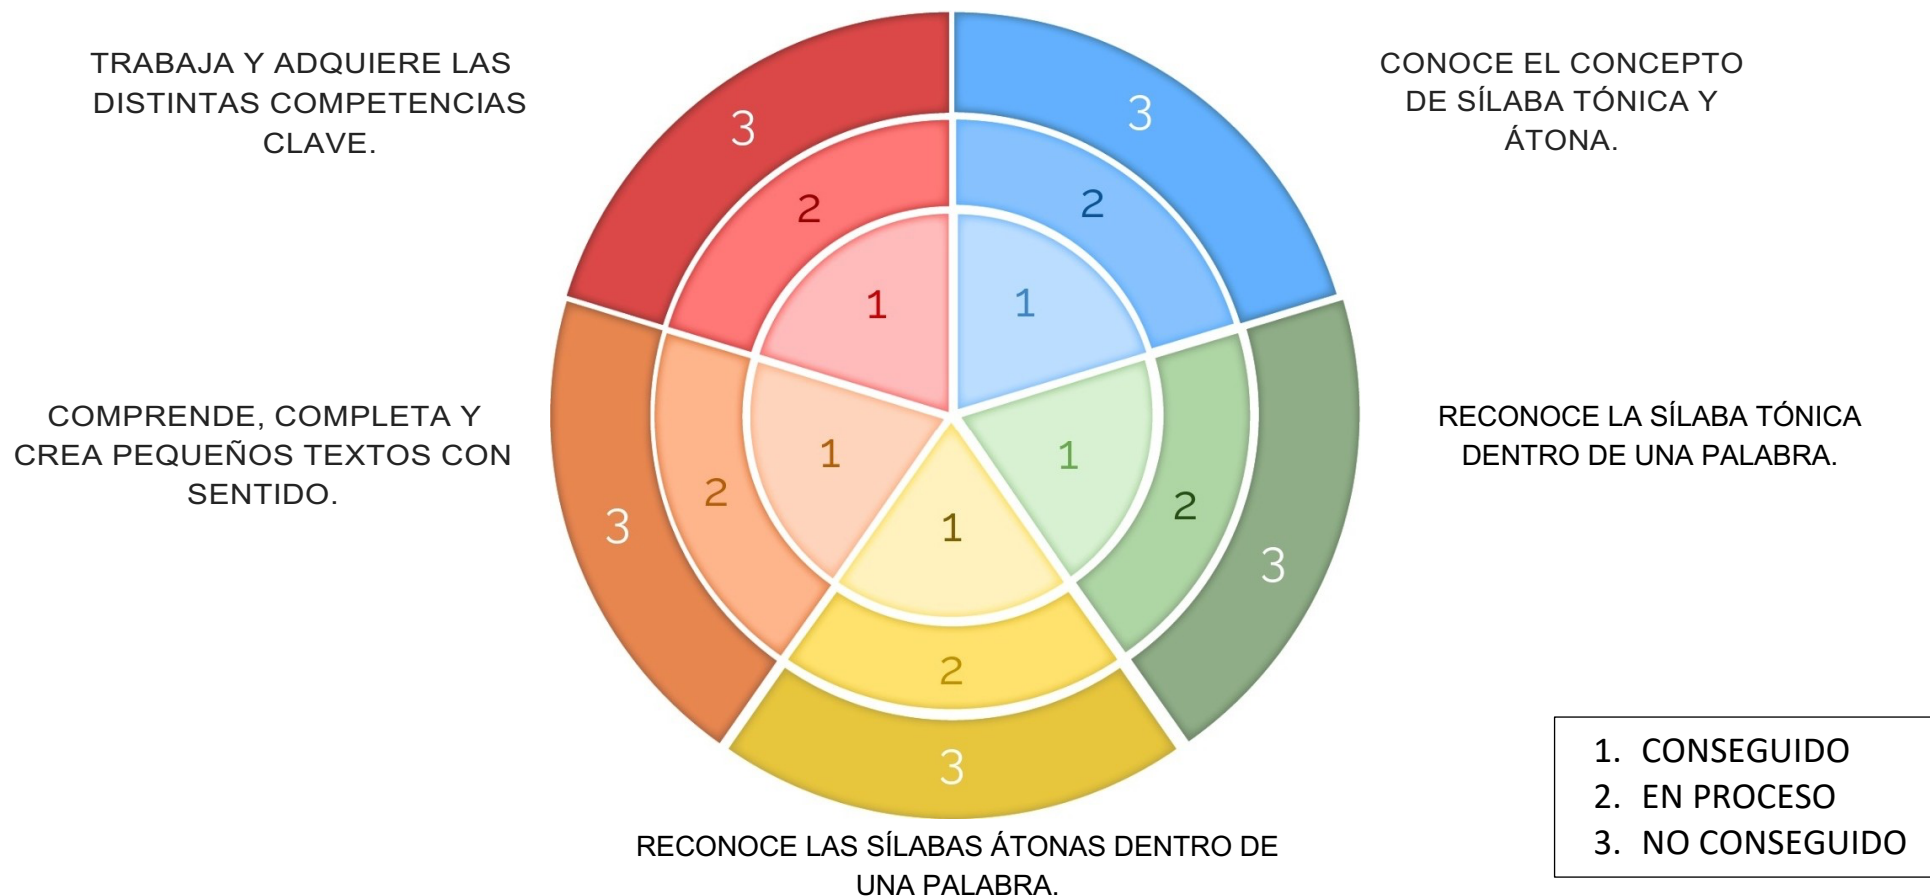 TRABAJA Y ADQUIERE LAS
DISTINTAS COMPETENCIAS
CLAVE.
CONOCE EL CONCEPTO
DE SÍLABA TÓNICA Y
ÁTONA.
3
3
2
2
1
1
COMPRENDE, COMPLETA Y
CREA PEQUEÑOS TEXTOS CON
SENTIDO.
RECONOCE LA SÍLABA TÓNICA
DENTRO DE UNA PALABRA.
1
1
2
2
3
3
1
2
3
RECONOCE LAS SÍLABAS ÁTONAS DENTRO DE
UNA PALABRA.
1. CONSEGUIDO
2. EN PROCESO
3. NO CONSEGUIDO